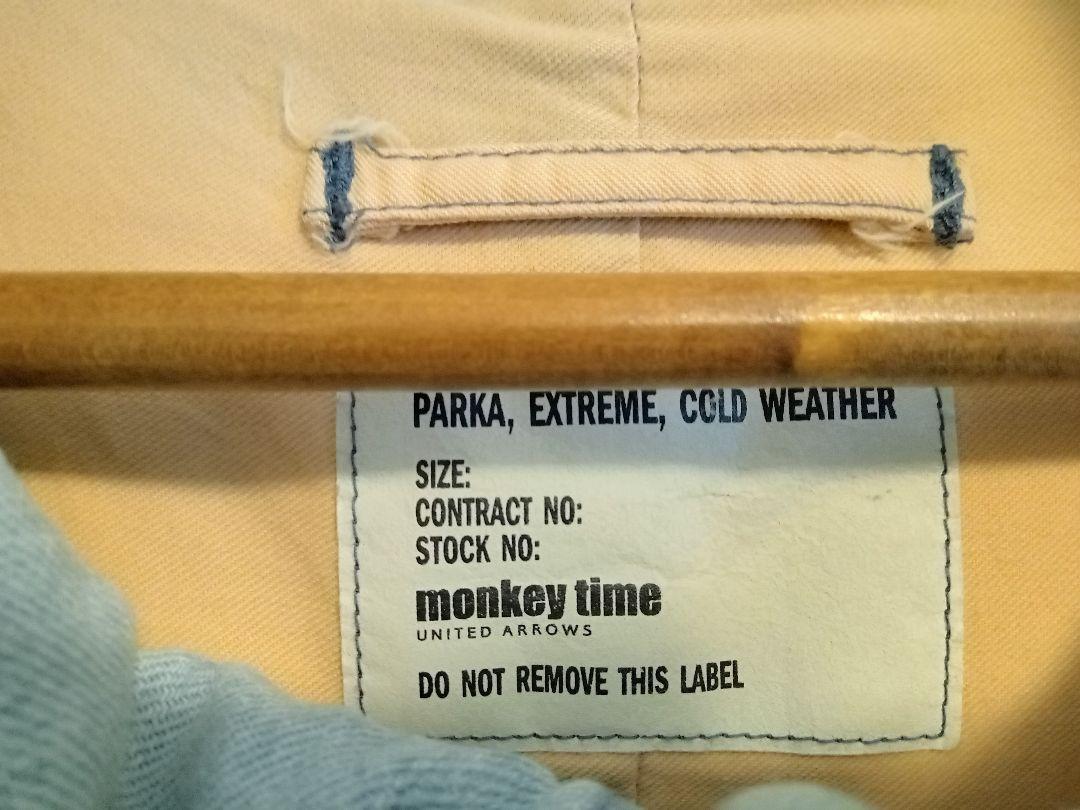 PARKA, EXTREME, COLD WEATHER
SIZE:
CONTRACT NO:
STOCK NO:
monkey time
UNITED ARROWS
DO NOT REMOVE THIS LABEL